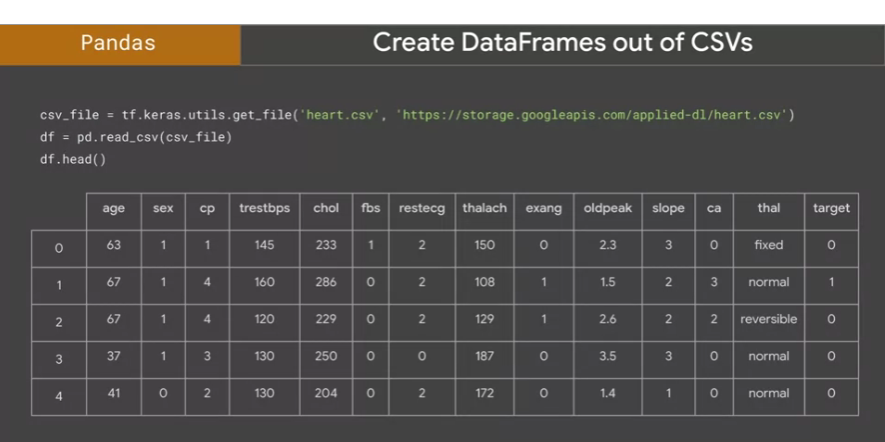 Pandas
Create DataFrames out of CSVs
csv_file = tf.keras.utils.get_file('heart.csv', 'https://storage.googleapis.com/applied-dl/heart.csv')
df = pd.read_csv(csv_file)
df.head()
age sex cp trestbps chol fbs restecg thalach exang oldpeak slope ca thal target
0 63 1 1 145 233 1 2 150 0 2.3 3 0 fixed 0
1 67 1 4 160 286 0 2 108 1 1.5 2 3 normal 1
2 67 1 4 120 229 0 2 129 1 2.6 2 2 reversible 0
3 37 1 3 130 250 0 0 187 0 3.5 3 0 normal 0
4 41 0 2 130 204 0 2 172 0 1.4 1 0 normal 0